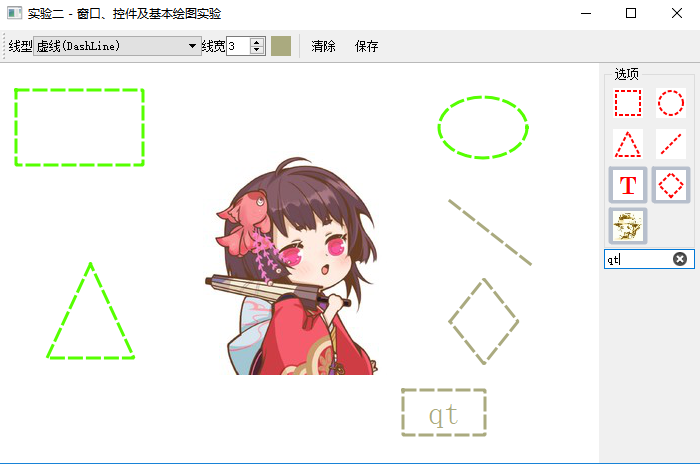 实验二 - 窗口、控件及基本绘图实验
线型 虚线(DashLine) 线宽 3 清除 保存
选项
T
qt
qt